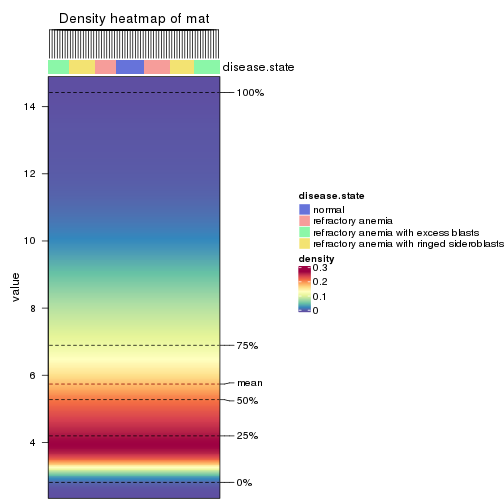 Density heatmap of mat
disease.state
100%
14
12
10
8
6
4
value
75%
mean
50%
25%
0%
disease.state
normal
refractory anemia
refractory anemia with excess blasts
refractory anemia with ringed sideroblasts
density
0.3
0.2
0.1
0